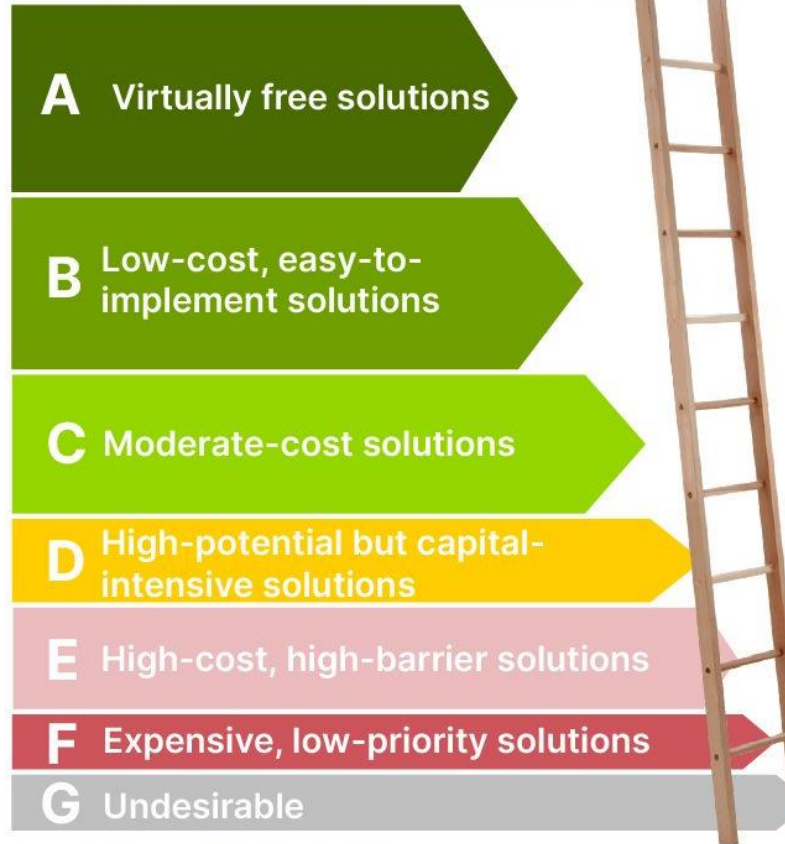 A Virtually free solutions
B Low-cost, easy-to-
implement solutions
C Moderate-cost solutions
D High-potential but capital-
intensive solutions
E High-cost, high-barrier solutions
F Expensive, low-priority solutions
G Undesirable